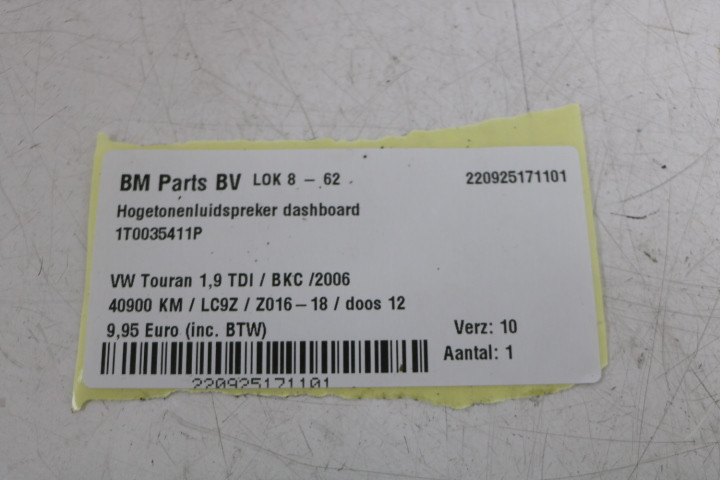 BM Parts BV LOK 8 – 62 220925171101
Hogetonenluidspreker dashboard
1T0035411P
VW Touran 1,9 TDI / BKC /2006
40900 KM / LC9Z / Z016–18 / doos 12
9,95 Euro (inc. BTW) Verz: 10
Aantal: 1
220925171101